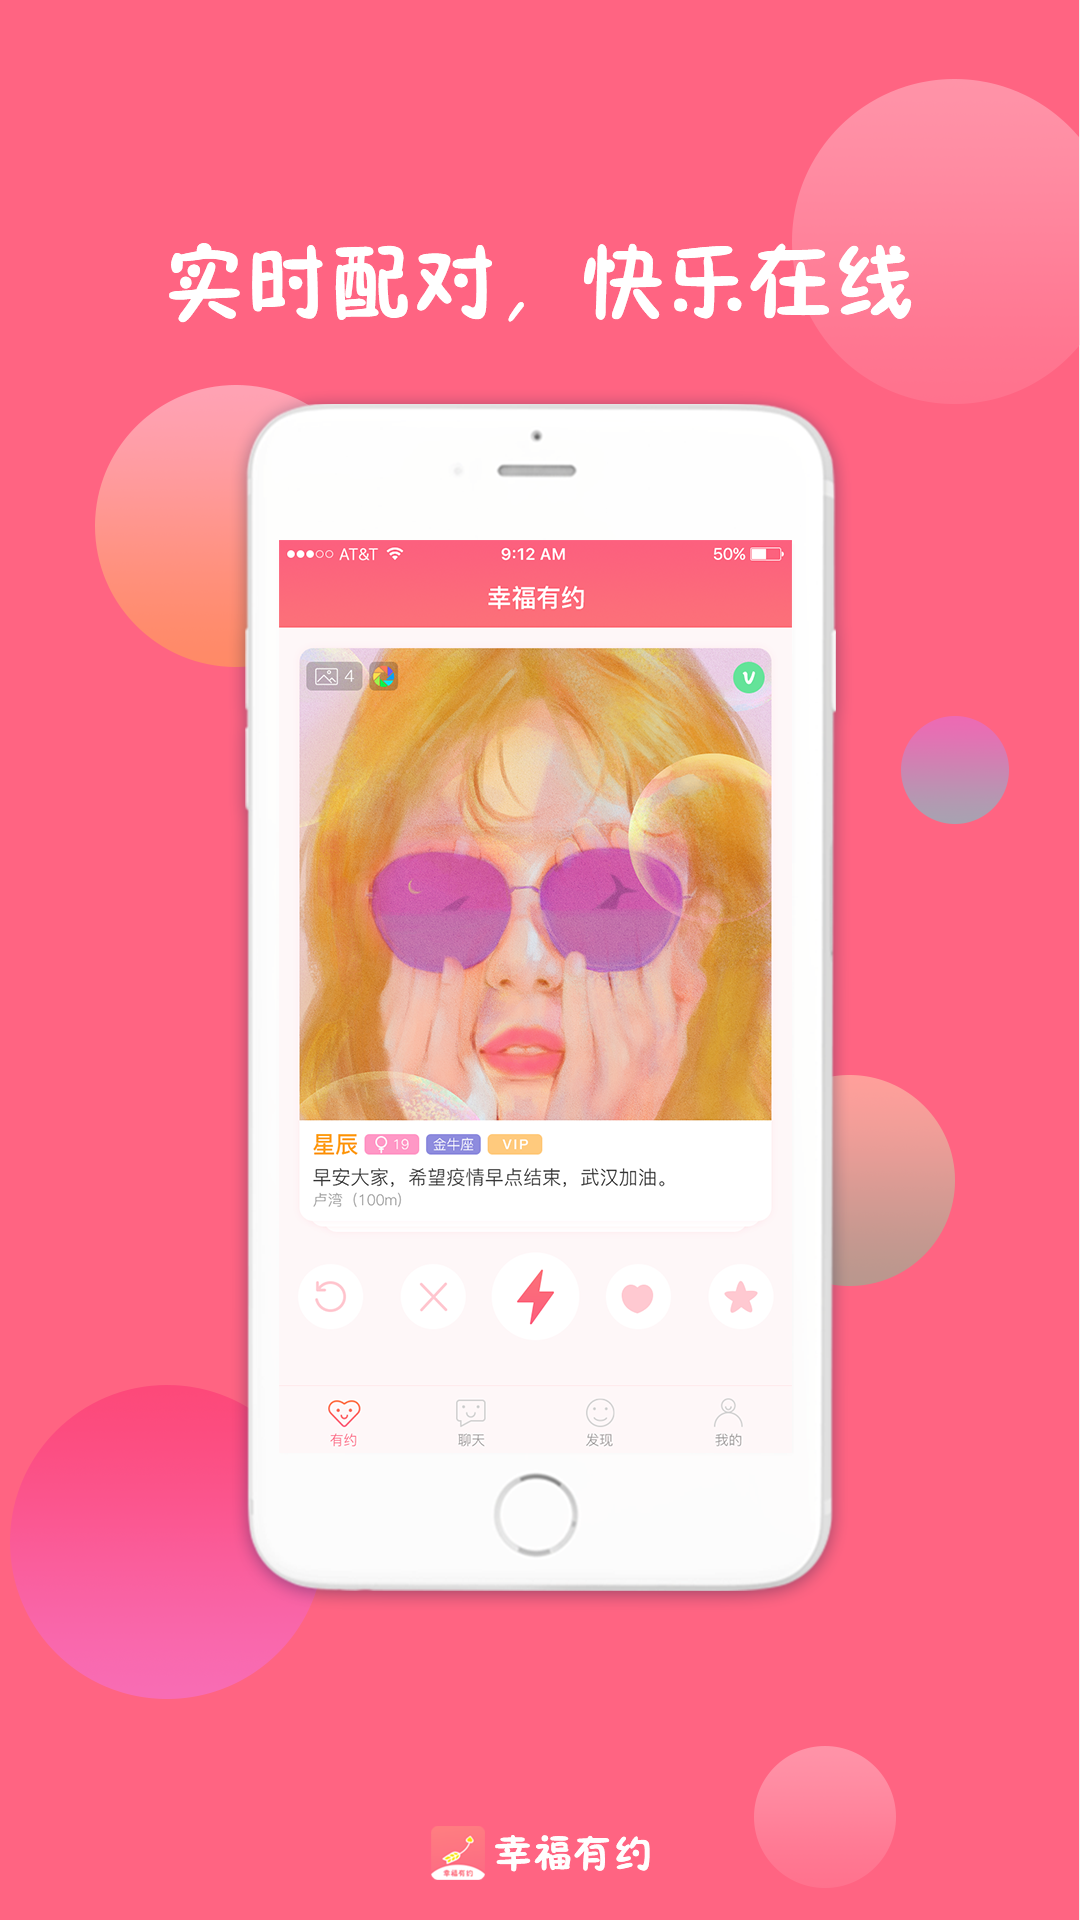 实时配对，快乐在线
AT&T 9:12 AM 50%
幸福有约
4
V
星辰 19 金牛座 VIP
早安大家，希望疫情早点结束，武汉加油。
卢湾（100m）
有约 聊天 发现 我的
幸福有约 幸福有约